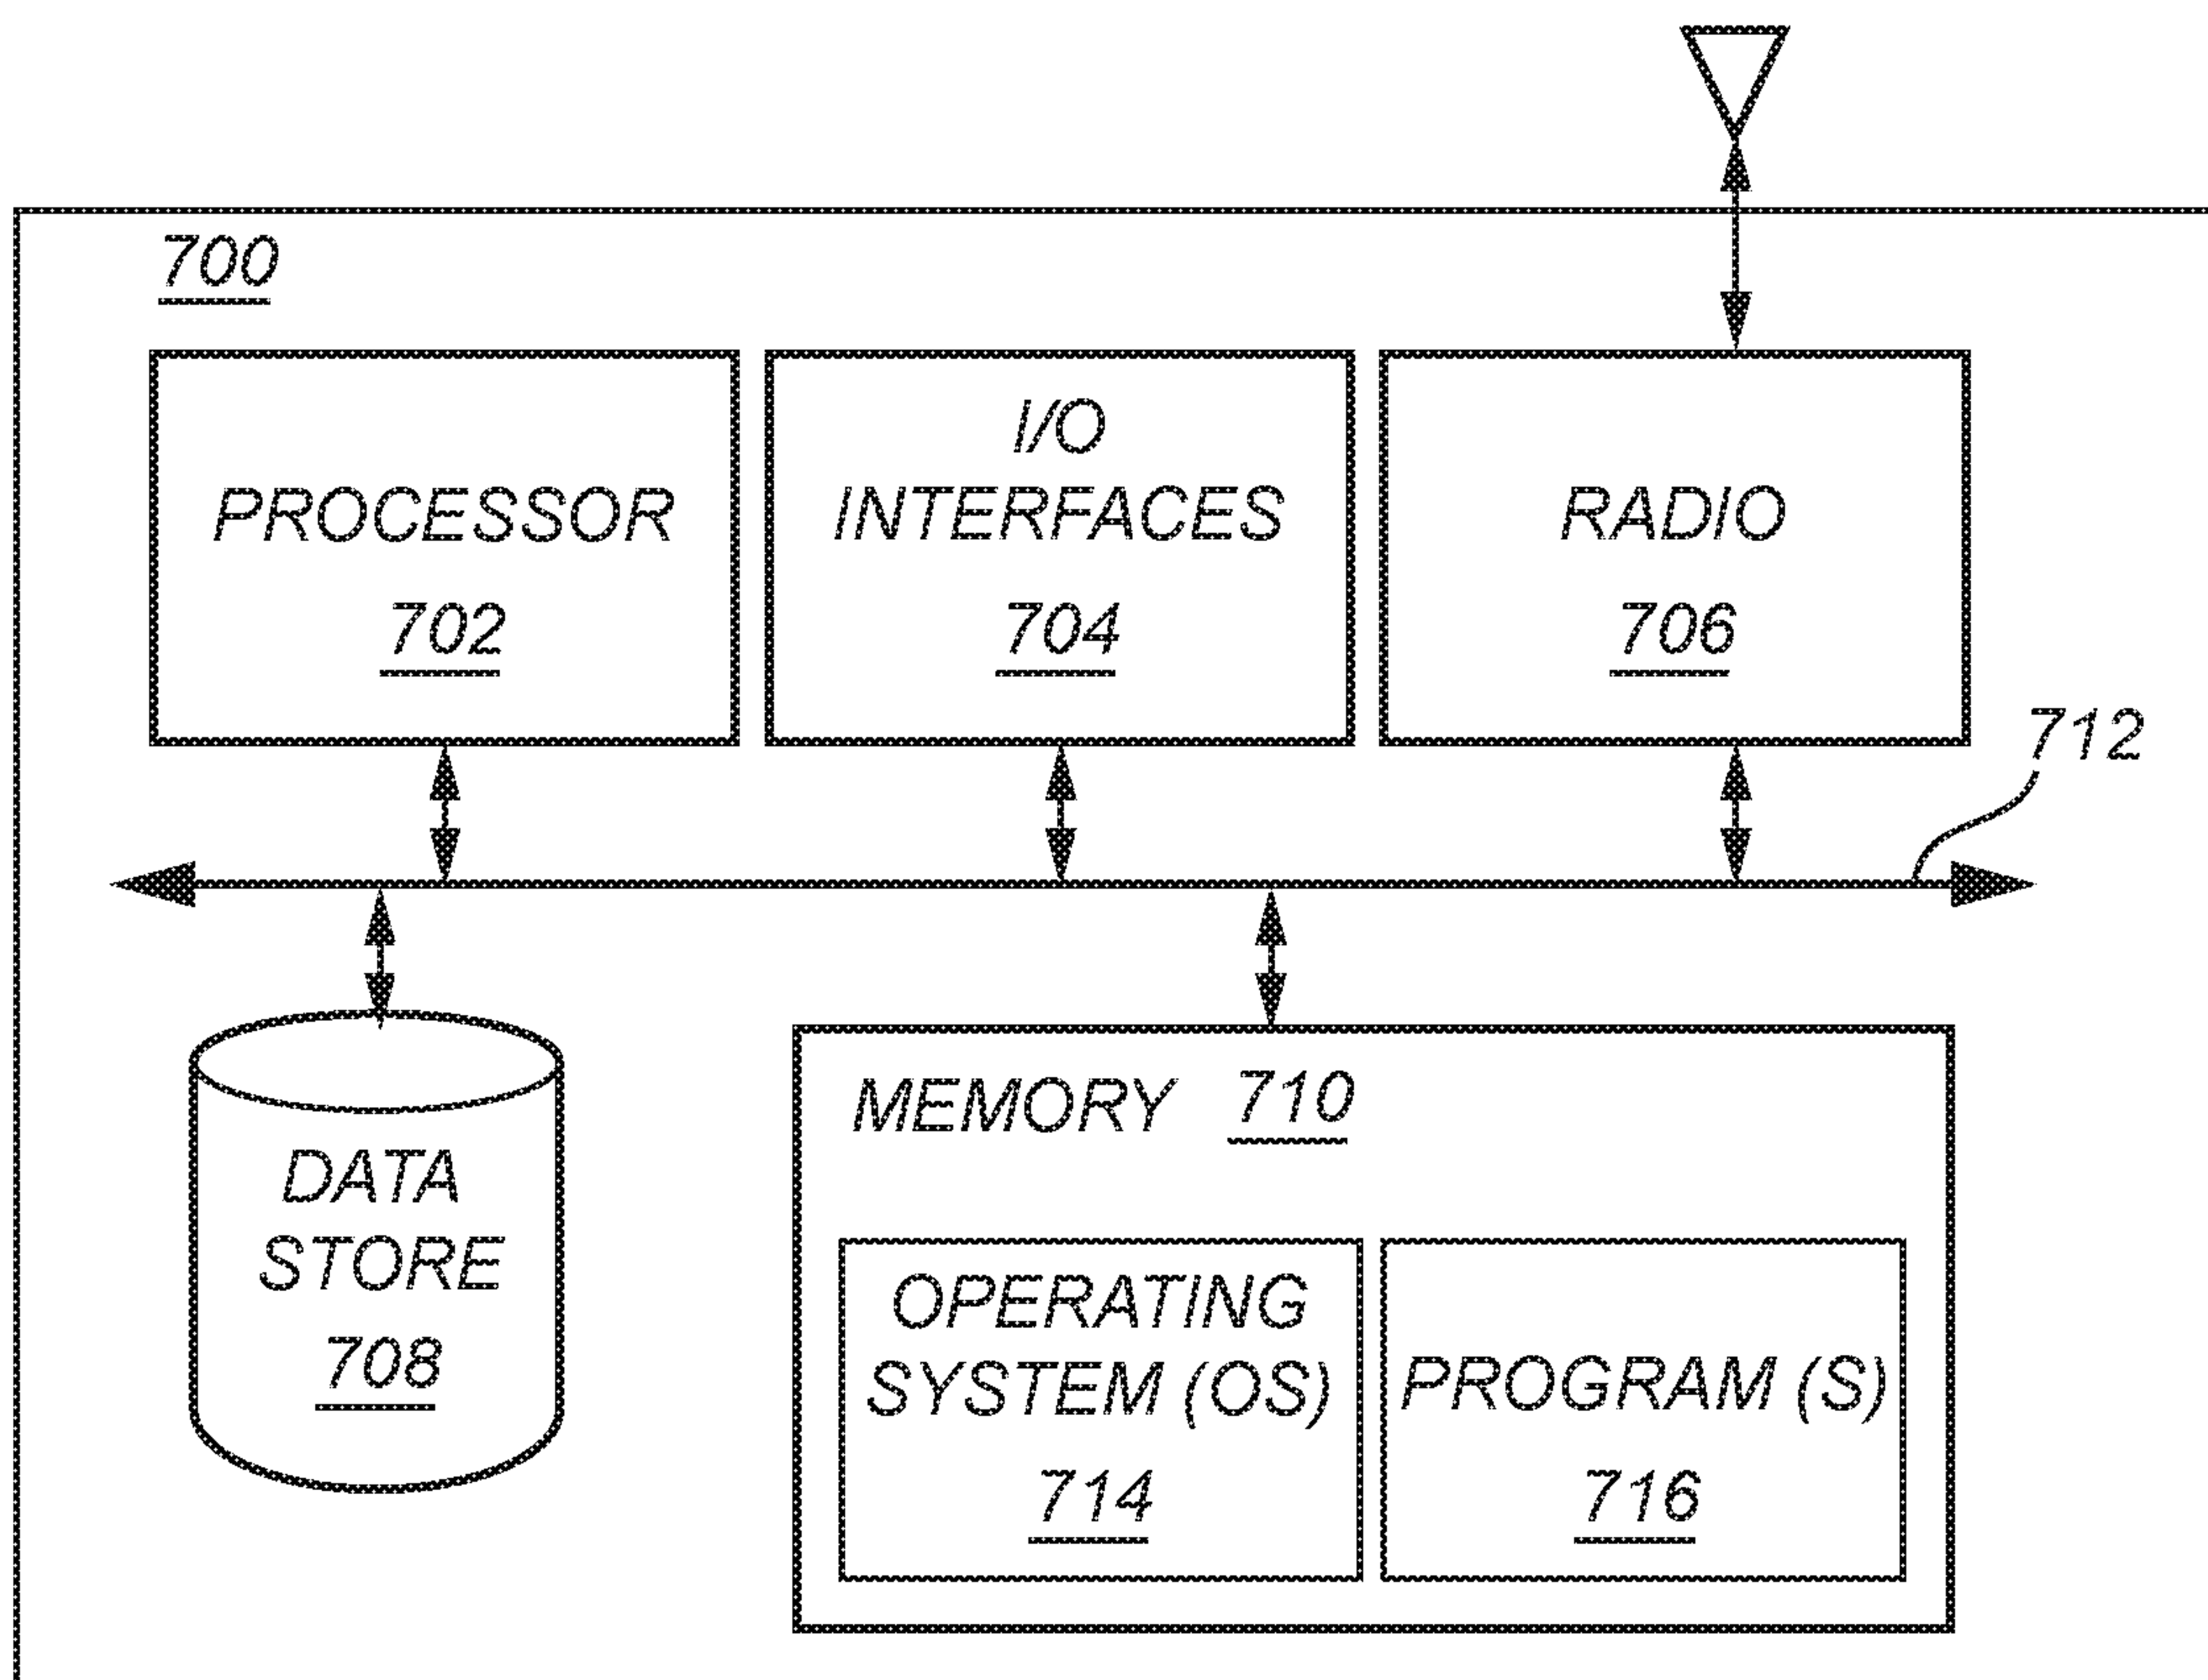 700
PROCESSOR
702
I/O
INTERFACES
704
RADIO
706
712
DATA
STORE
708
MEMORY 710
OPERATING
SYSTEM (OS)
714
PROGRAM (S)
716